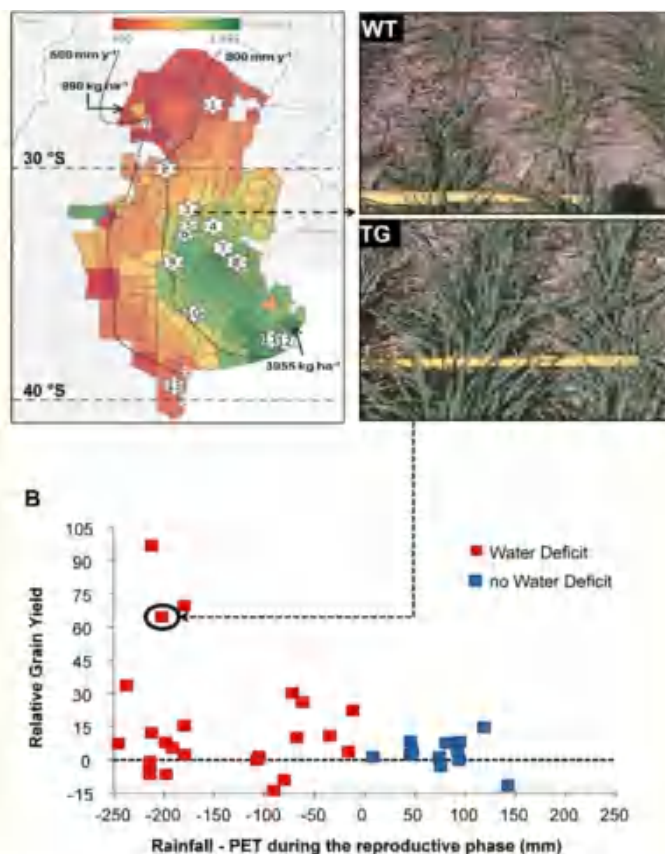 WT
600 mm y⁻¹
800 mm y⁻¹
990 kg ha⁻¹
30 °S
TG
3955 kg ha⁻¹
40 °S
B
105
90
75
60
45
30
15
0
-15
Relative Grain Yield
Water Deficit
no Water Deficit
-250 -200 -150 -100 -50 0 50 100 150 200 250
Rainfall - PET during the reproductive phase (mm)